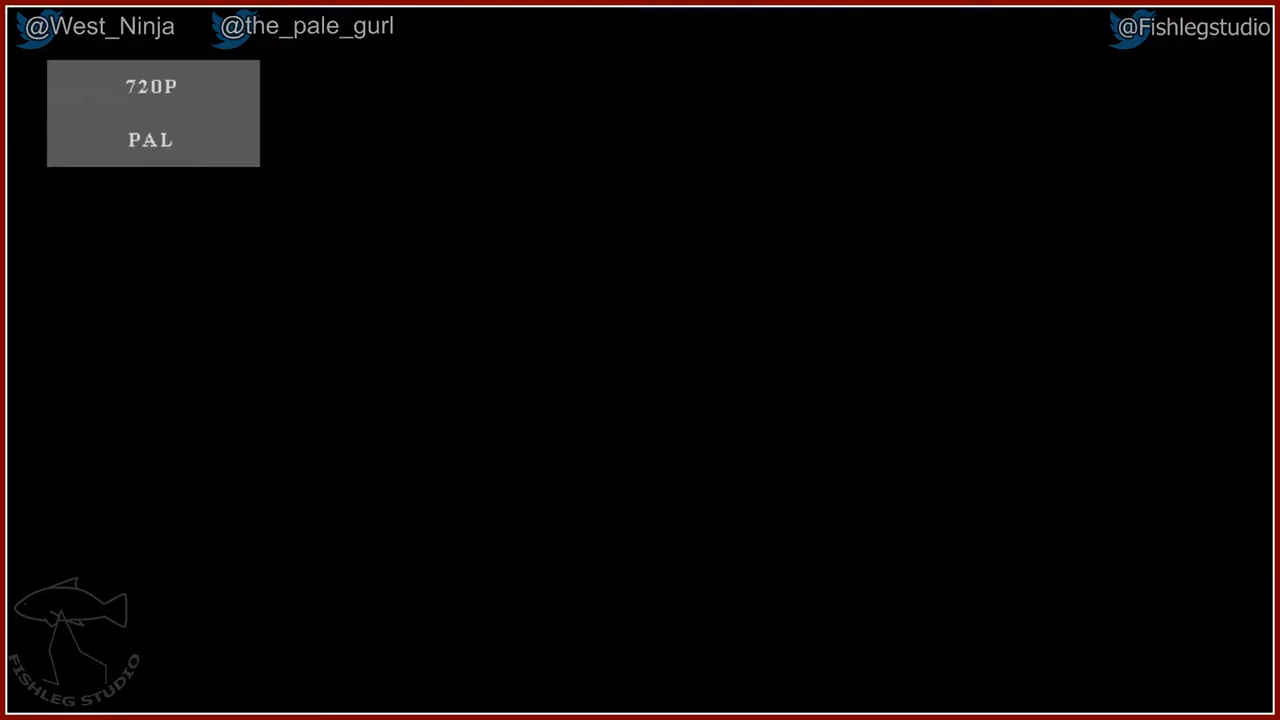 @West_Ninja
@the_pale_gurl
@Fishlegstudio
720P
PAL
FISHLEG STUDIO